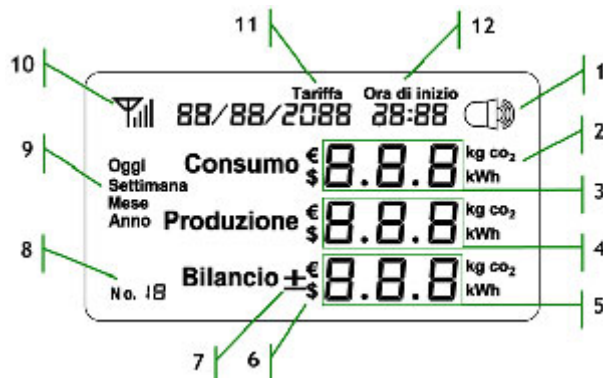 11 12
10 1
Tariffa Ora di inizio
88/88/2088 28:88
2
9 Oggi Consumo € 8.8.8 kg co₂
Settimana $ kWh
Mese 3
Anno Produzione € 8.8.8 kg co₂
$ kWh
4
8 Bilancio ± € 8.8.8 kg co₂
No. 18 $ kWh
5
7 6